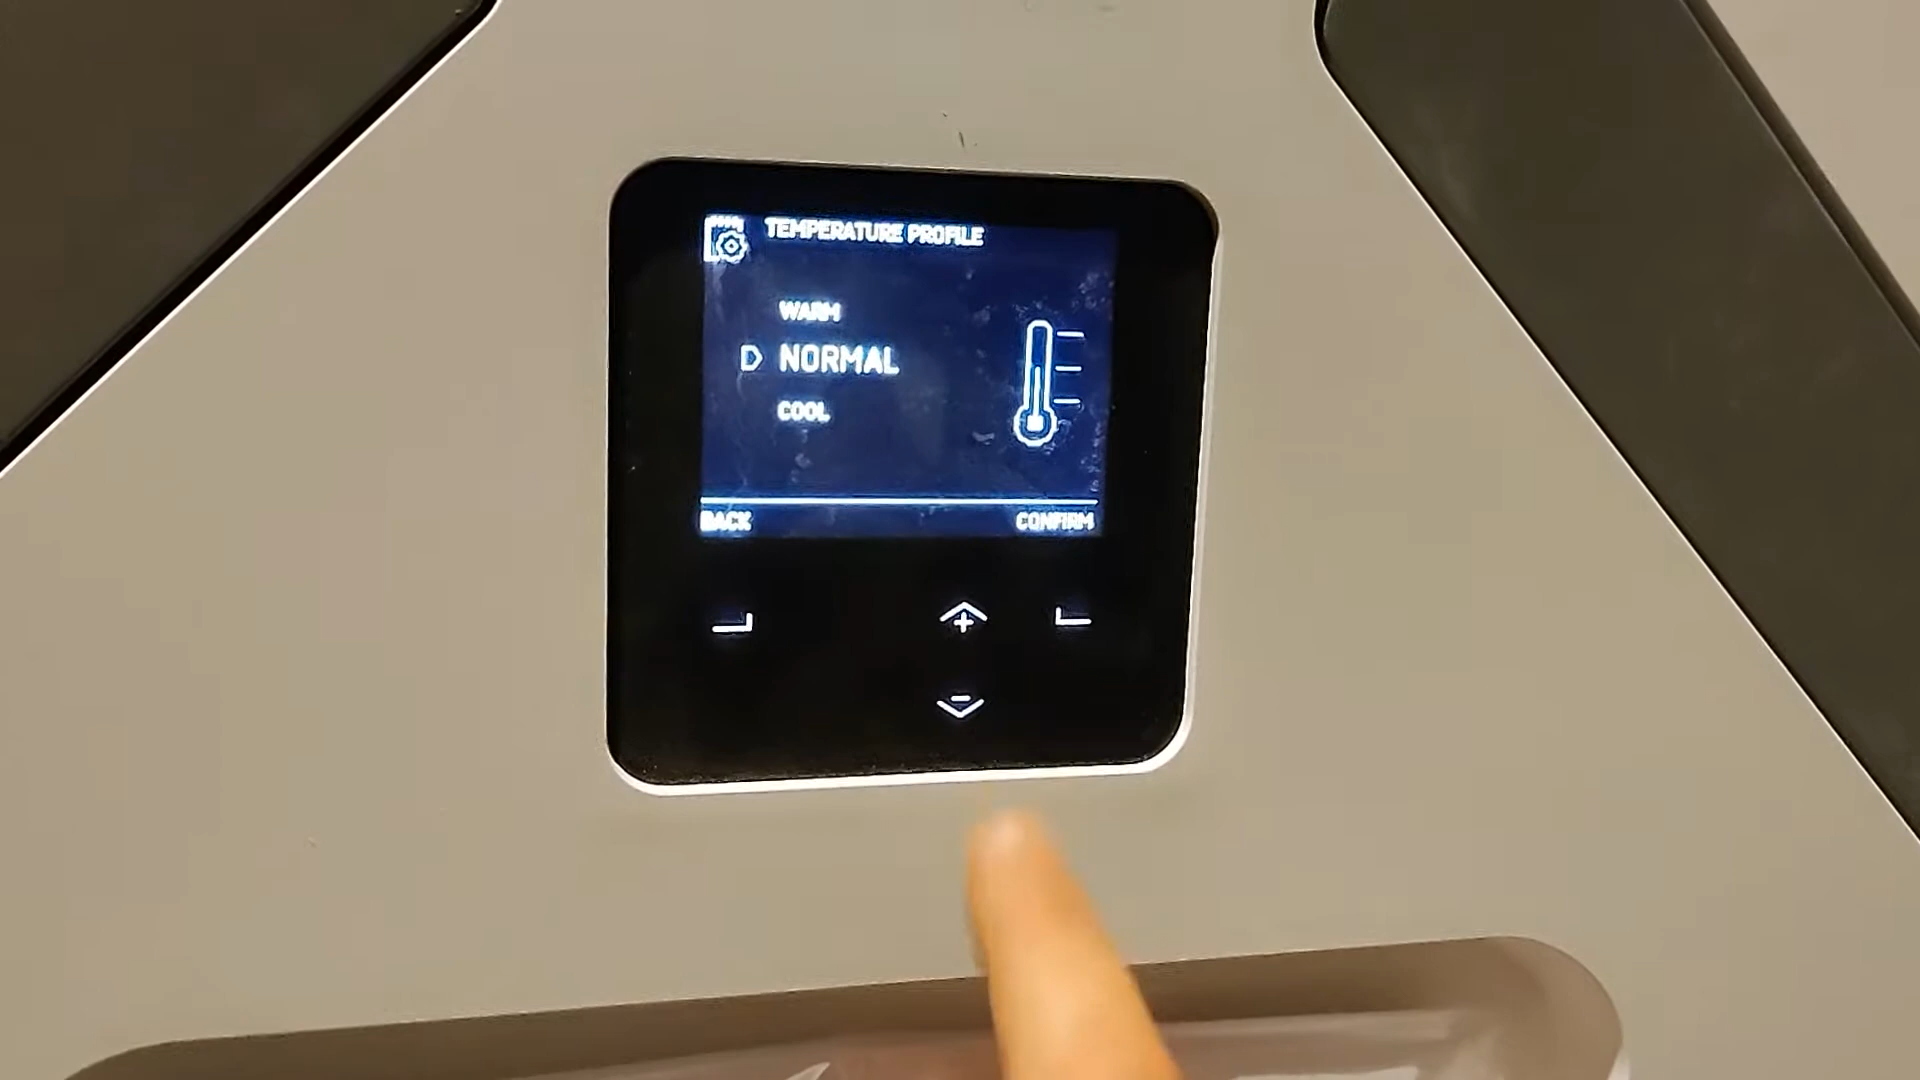 TEMPERATURE PROFILE
WARM
NORMAL
COOL
BACK CONFIRM